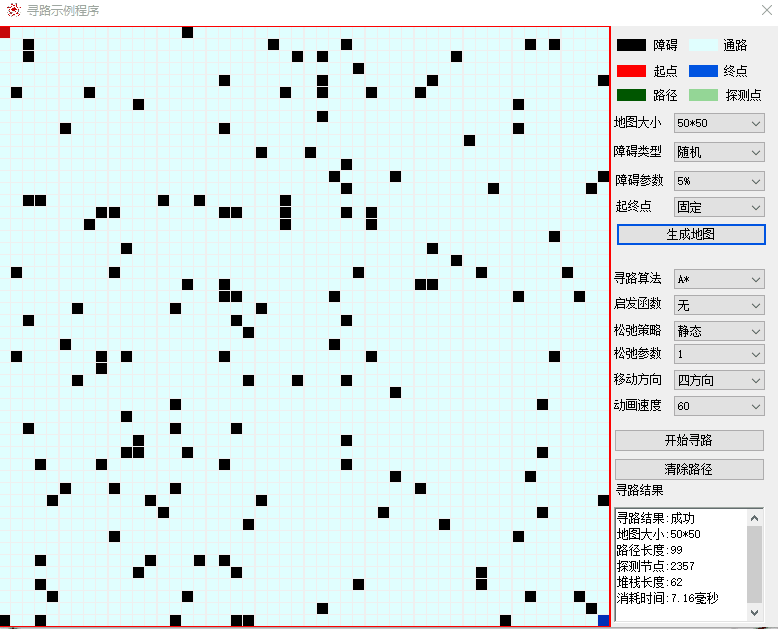 寻路示例程序
障碍 通路
起点 终点
路径 探测点
地图大小 50*50
障碍类型 随机
障碍参数 5%
起终点 固定
生成地图
寻路算法 A*
启发函数 无
松弛策略 静态
松弛参数 1
移动方向 四方向
动画速度 60
开始寻路
清除路径
寻路结果
寻路结果:成功
地图大小:50*50
路径长度:99
探测节点:2357
堆栈长度:62
消耗时间:7.16毫秒